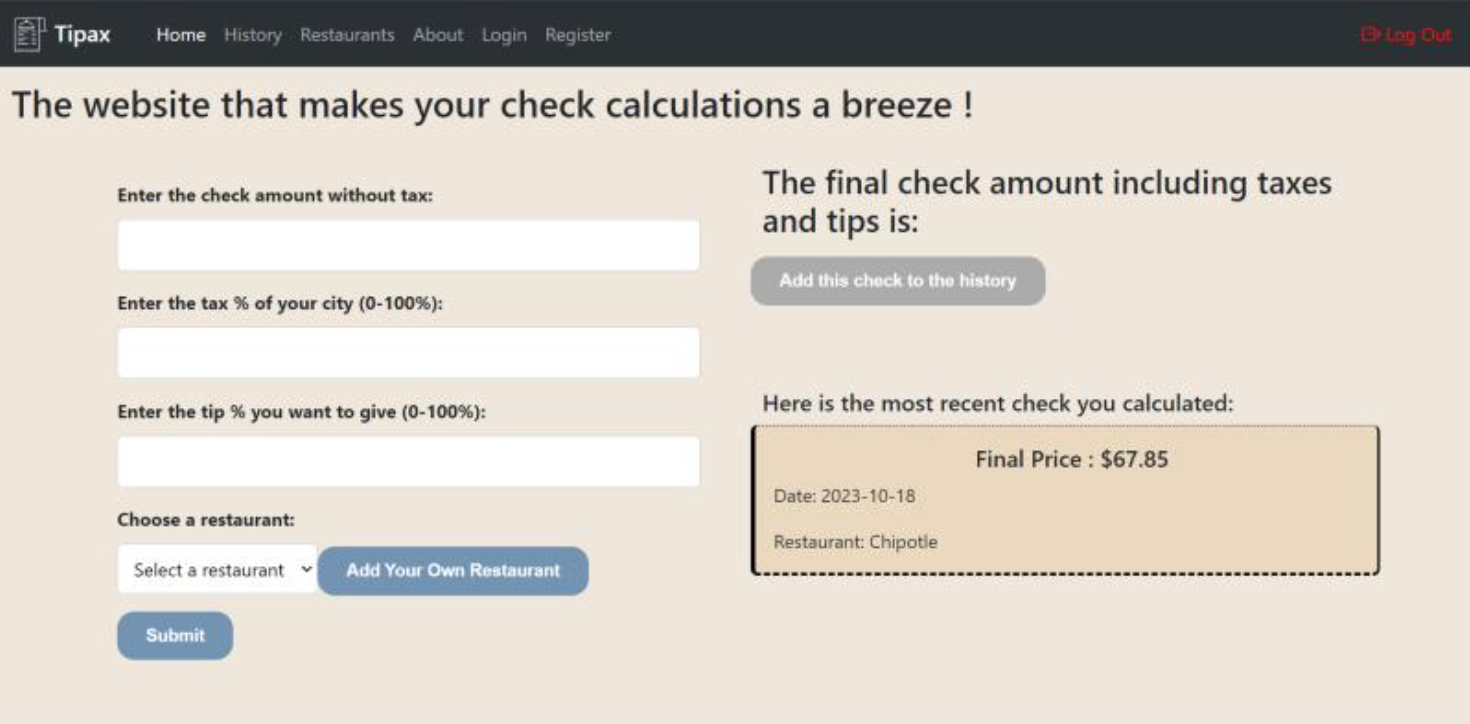 Tipax Home History Restaurants About Login Register Log Out
The website that makes your check calculations a breeze !
Enter the check amount without tax:
Enter the tax % of your city (0-100%):
Enter the tip % you want to give (0-100%):
Choose a restaurant:
Select a restaurant Add Your Own Restaurant
Submit
The final check amount including taxes
and tips is:
Add this check to the history
Here is the most recent check you calculated:
Final Price : $67.85
Date: 2023-10-18
Restaurant: Chipotle